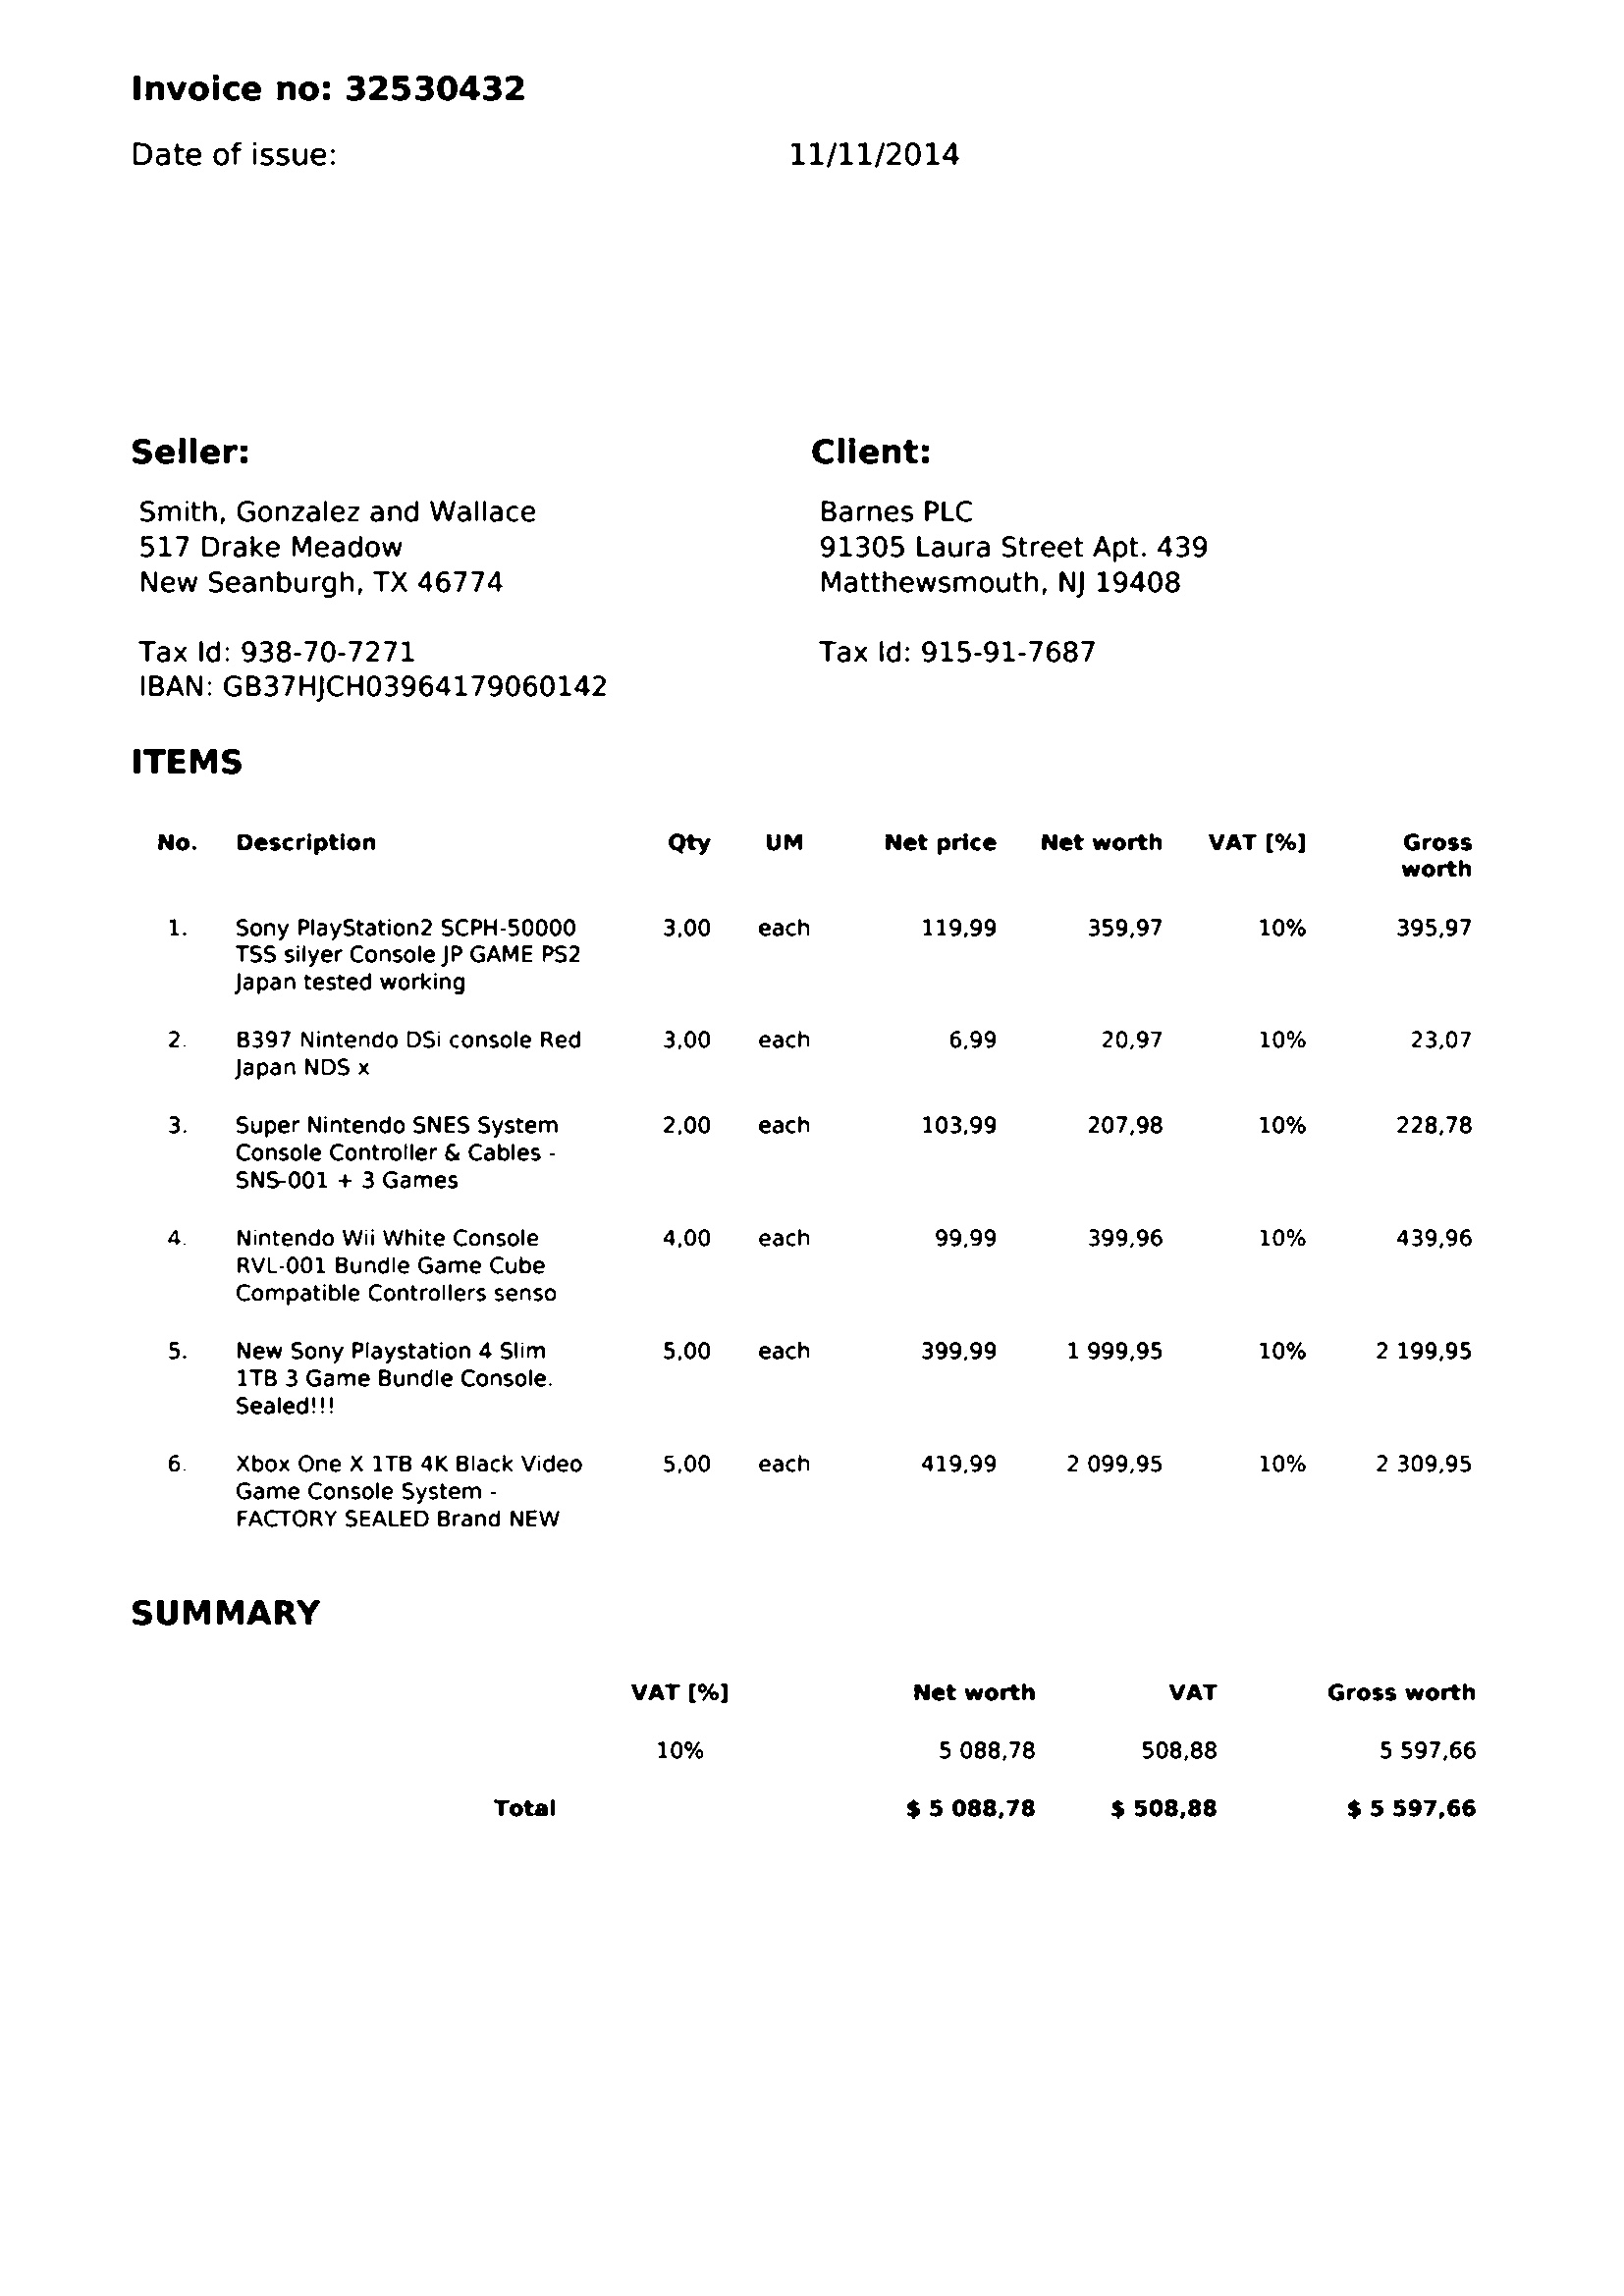 Invoice no: 32530432
Date of issue: 11/11/2014
Seller: Client:
Smith, Gonzalez and Wallace Barnes PLC
517 Drake Meadow 91305 Laura Street Apt. 439
New Seanburgh, TX 46774 Matthewsmouth, NJ 19408
Tax Id: 938-70-7271 Tax Id: 915-91-7687
IBAN: GB37HJCH03964179060142
ITEMS
No. Description Qty UM Net price Net worth VAT [%] Gross
worth
1. Sony PlayStation2 SCPH-50000 3,00 each 119,99 359,97 10% 395,97
TSS silyer Console JP GAME PS2
Japan tested working
2. B397 Nintendo DSi console Red 3,00 each 6,99 20,97 10% 23,07
Japan NDS x
3. Super Nintendo SNES System 2,00 each 103,99 207,98 10% 228,78
Console Controller & Cables -
SNS-001 + 3 Games
4. Nintendo Wii White Console 4,00 each 99,99 399,96 10% 439,96
RVL-001 Bundle Game Cube
Compatible Controllers senso
5. New Sony Playstation 4 Slim 5,00 each 399,99 1 999,95 10% 2 199,95
1TB 3 Game Bundle Console.
Sealed!!!
6. Xbox One X 1TB 4K Black Video 5,00 each 419,99 2 099,95 10% 2 309,95
Game Console System -
FACTORY SEALED Brand NEW
SUMMARY
VAT [%] Net worth VAT Gross worth
10% 5 088,78 508,88 5 597,66
Total $ 5 088,78 $ 508,88 $ 5 597,66